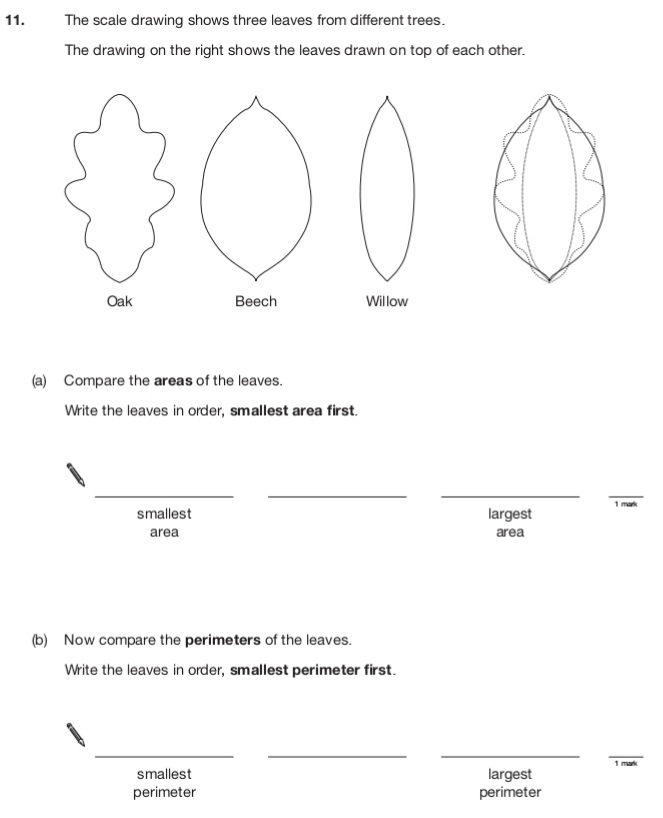 11. The scale drawing shows three leaves from different trees.
The drawing on the right shows the leaves drawn on top of each other.
Oak Beech Willow
(a) Compare the areas of the leaves.
Write the leaves in order, smallest area first.
1 mark
smallest largest
area area
(b) Now compare the perimeters of the leaves.
Write the leaves in order, smallest perimeter first.
1 mark
smallest largest
perimeter perimeter